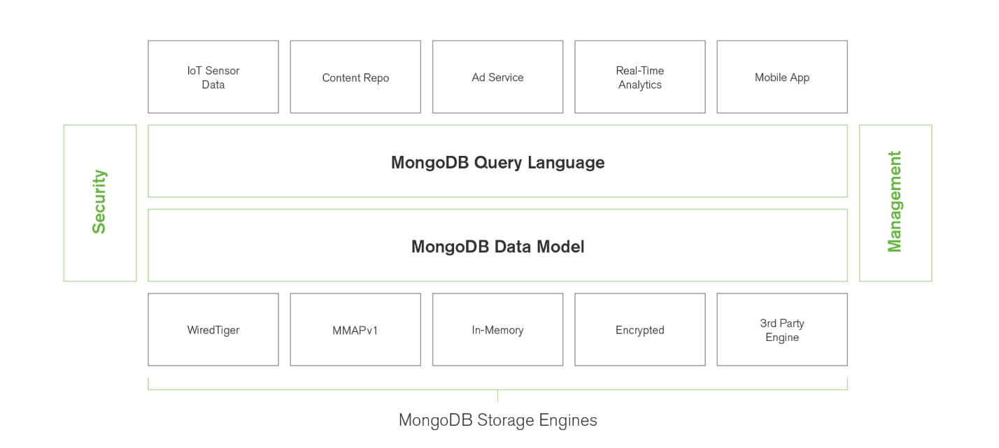 IoT Sensor
Data
Content Repo
Ad Service
Real-Time
Analytics
Mobile App
Security
MongoDB Query Language
Management
MongoDB Data Model
WiredTiger
MMAPv1
In-Memory
Encrypted
3rd Party
Engine
MongoDB Storage Engines